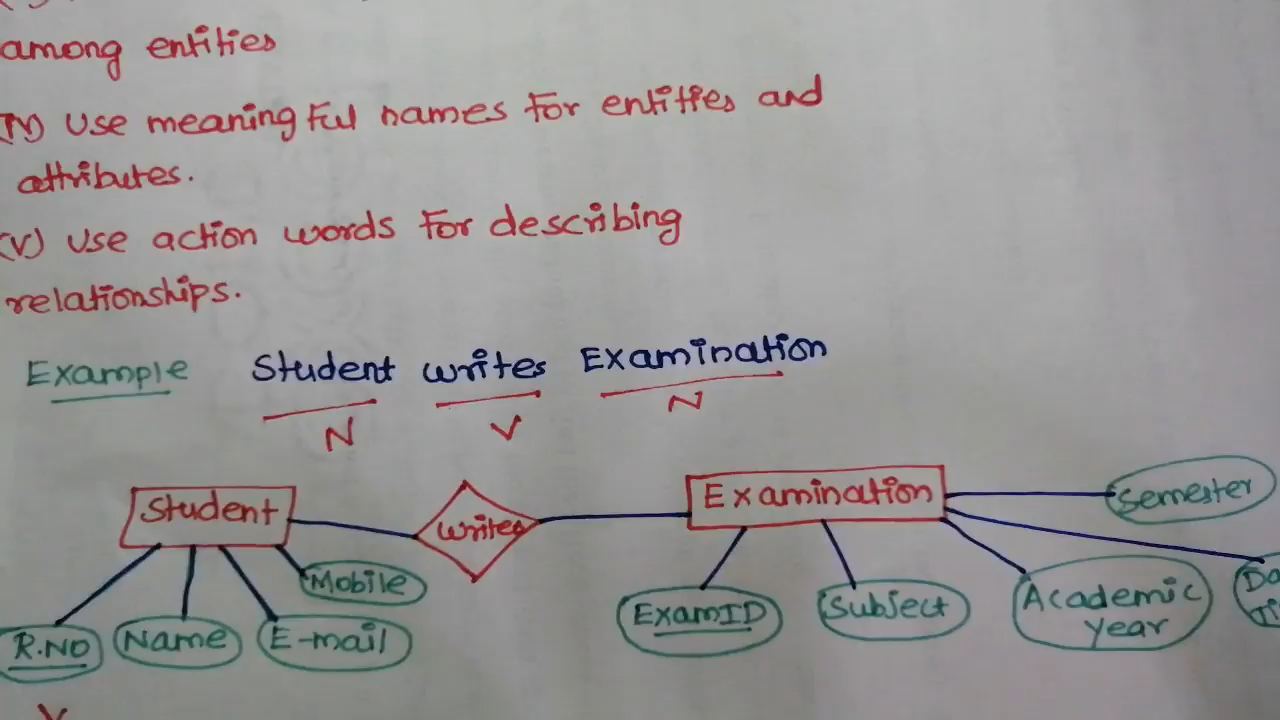 among entities
(IV) Use meaningful names for entities and
attributes.
(V) Use action words for describing
relationships.
Example Student writes Examination
N V N
Student writes Examination Semester
Mobile
R.NO Name E-mail ExamID Subject Academic
year